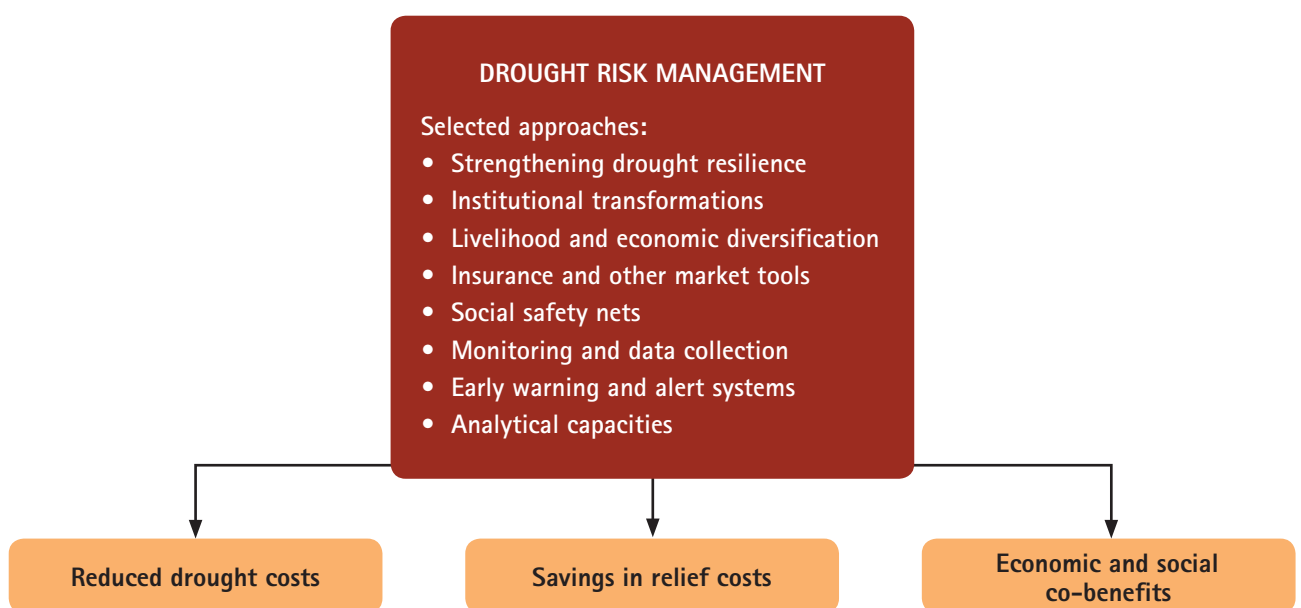 DROUGHT RISK MANAGEMENT
Selected approaches:
• Strengthening drought resilience
• Institutional transformations
• Livelihood and economic diversification
• Insurance and other market tools
• Social safety nets
• Monitoring and data collection
• Early warning and alert systems
• Analytical capacities
Reduced drought costs
Savings in relief costs
Economic and social
co-benefits